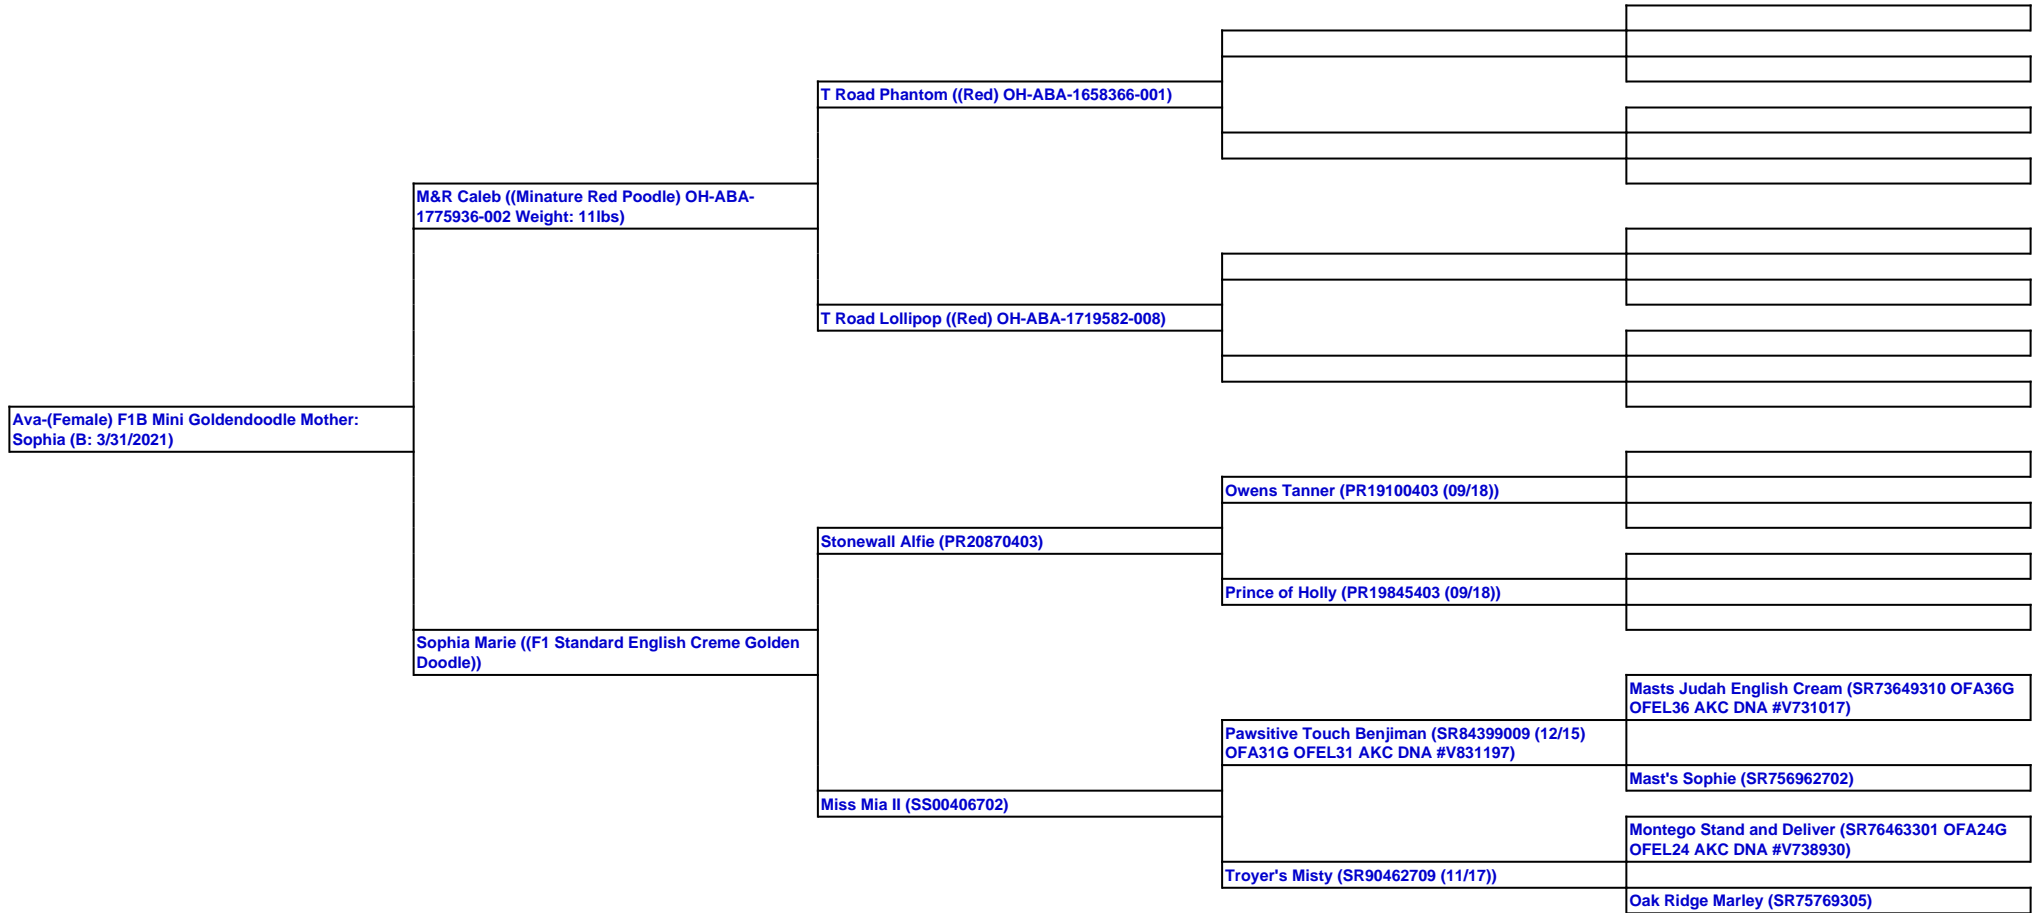 T Road Phantom ((Red) OH-ABA-1658366-001)
M&R Caleb ((Minature Red Poodle) OH-ABA-
1775936-002 Weight: 11lbs)
T Road Lollipop ((Red) OH-ABA-1719582-008)
Ava-(Female) F1B Mini Goldendoodle Mother:
Sophia (B: 3/31/2021)
Owens Tanner (PR19100403 (09/18))
Stonewall Alfie (PR20870403)
Prince of Holly (PR19845403 (09/18))
Sophia Marie ((F1 Standard English Creme Golden
Doodle))
Masts Judah English Cream (SR73649310 OFA36G
OFEL36 AKC DNA #V731017)
Pawsitive Touch Benjiman (SR84399009 (12/15)
OFA31G OFEL31 AKC DNA #V831197)
Mast's Sophie (SR756962702)
Miss Mia II (SS00406702)
Montego Stand and Deliver (SR76463301 OFA24G
OFEL24 AKC DNA #V738930)
Troyer's Misty (SR90462709 (11/17))
Oak Ridge Marley (SR75769305)